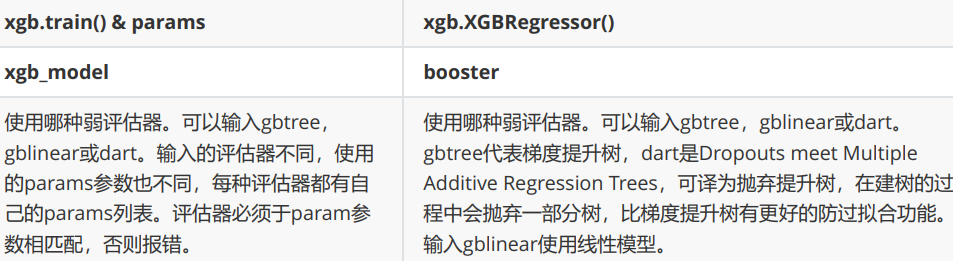 xgb.train() & params
xgb.XGBRegressor()
xgb_model
booster
使用哪种弱评估器。可以输入gbtree，
gblinear或dart。输入的评估器不同，使用
的params参数也不同，每种评估器都有自
己的params列表。评估器必须于param参
数相匹配，否则报错。
使用哪种弱评估器。可以输入gbtree，gblinear或dart。
gbtree代表梯度提升树，dart是Dropouts meet Multiple
Additive Regression Trees，可译为抛弃提升树，在建树的过
程中会抛弃一部分树，比梯度提升树有更好的防过拟合功能。
输入gblinear使用线性模型。